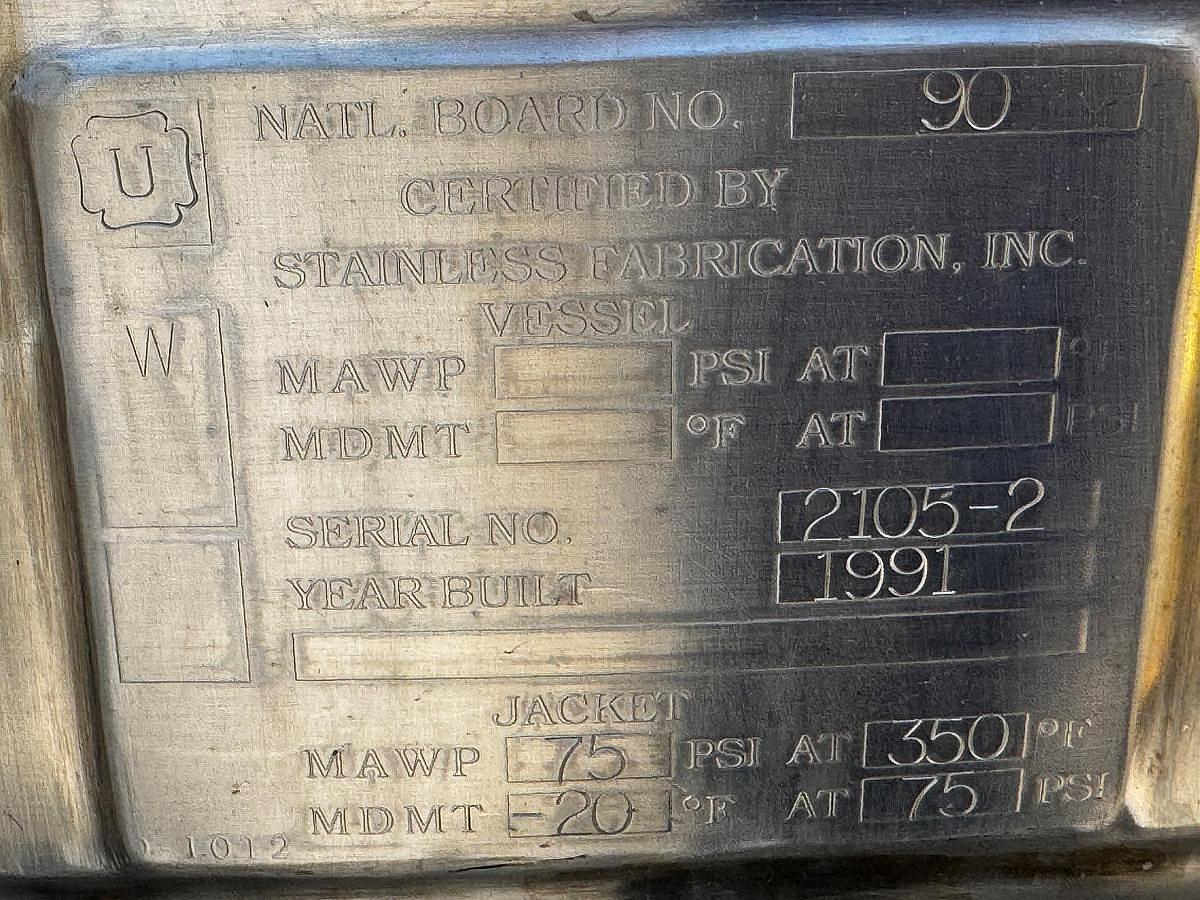 U
NATL. BOARD NO. 90
CERTIFIED BY
STAINLESS FABRICATION, INC.
VESSEL
W
MAWP PSI AT °F
MDMT °F AT PSI
SERIAL NO. 2105-2
YEAR BUILT 1991
JACKET
MAWP 75 PSI AT 350 °F
MDMT -20 °F AT 75 PSI
1012